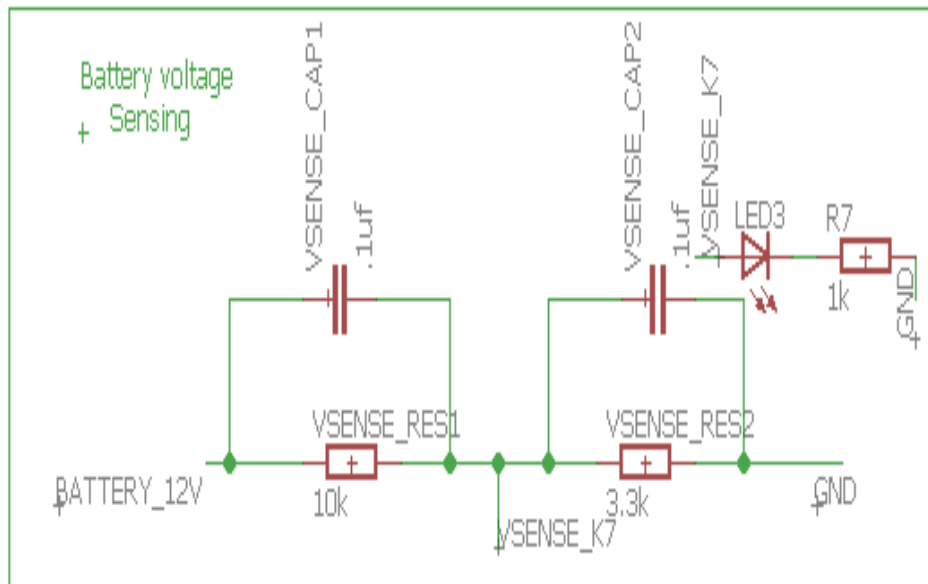 Battery voltage
Sensing
VSENSE_CAP1
.1uf
VSENSE_CAP2
.1uf
VSENSE_K7
LED3
R7
1k
GND
VSENSE_RES1
10k
VSENSE_RES2
3.3k
BATTERY_12V
VSENSE_K7
GND